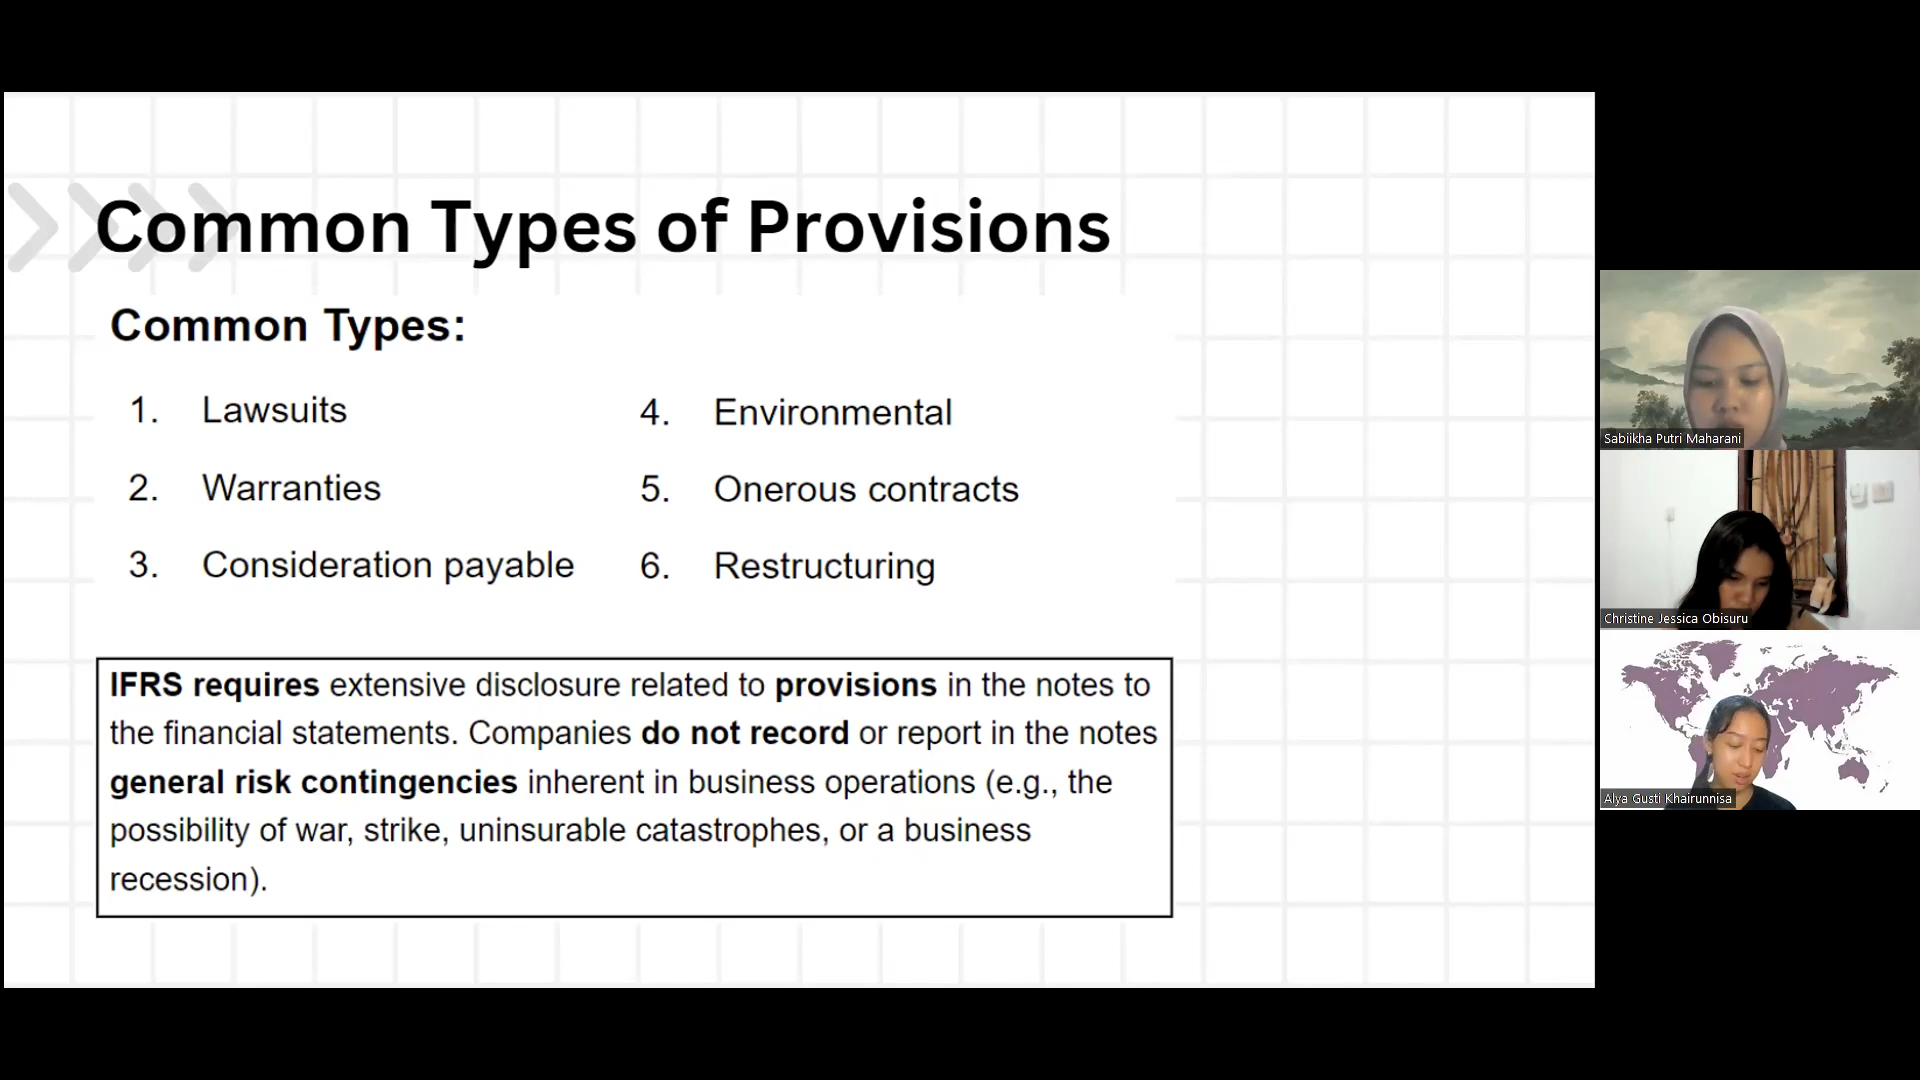 Common Types of Provisions
Common Types:
1. Lawsuits
2. Warranties
3. Consideration payable
4. Environmental
5. Onerous contracts
6. Restructuring
IFRS requires extensive disclosure related to provisions in the notes to
the financial statements. Companies do not record or report in the notes
general risk contingencies inherent in business operations (e.g., the
possibility of war, strike, uninsurable catastrophes, or a business
recession).
Sabiikha Putri Maharani
Christine Jessica Obisuru
Alya Gusti Khairunnisa